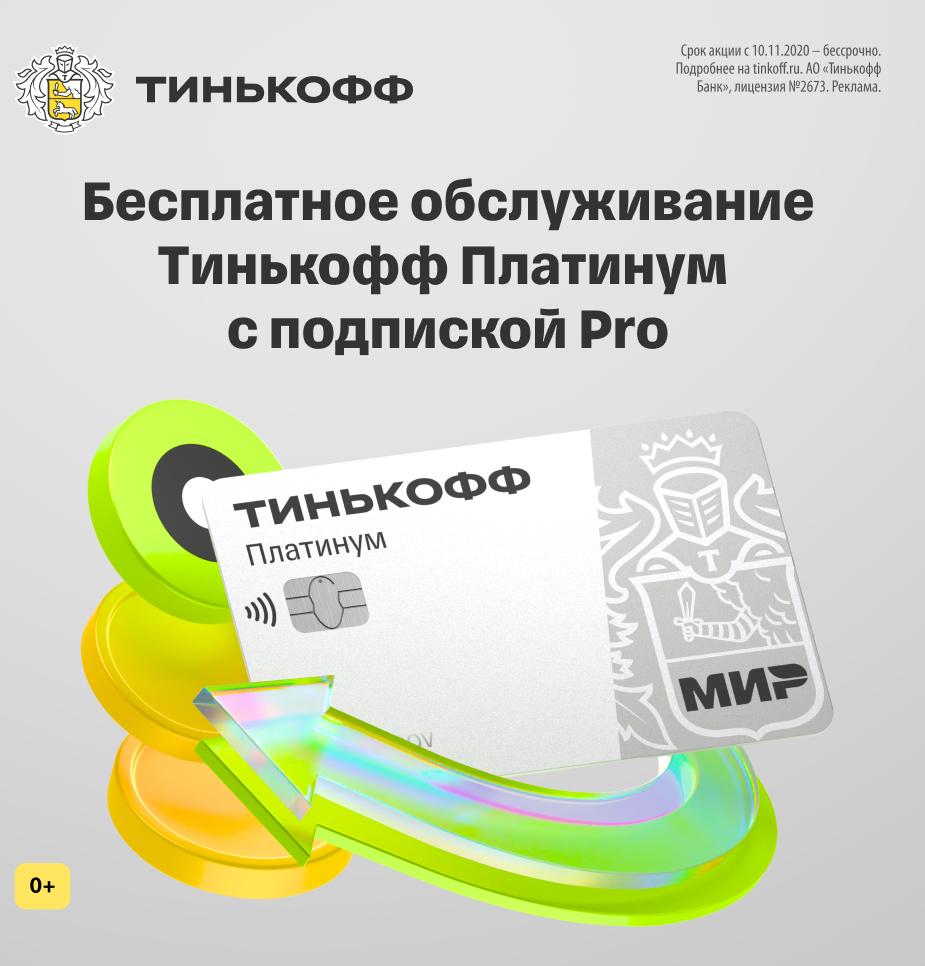 ТИНЬКОФФ
Срок акции с 10.11.2020 – бессрочно.
Подробнее на tinkoff.ru. АО «Тинькофф
Банк», лицензия №2673. Реклама.
Бесплатное обслуживание
Тинькофф Платинум
с подпиской Pro
ТИНЬКОФФ
Платинум
Т
МИР
0+